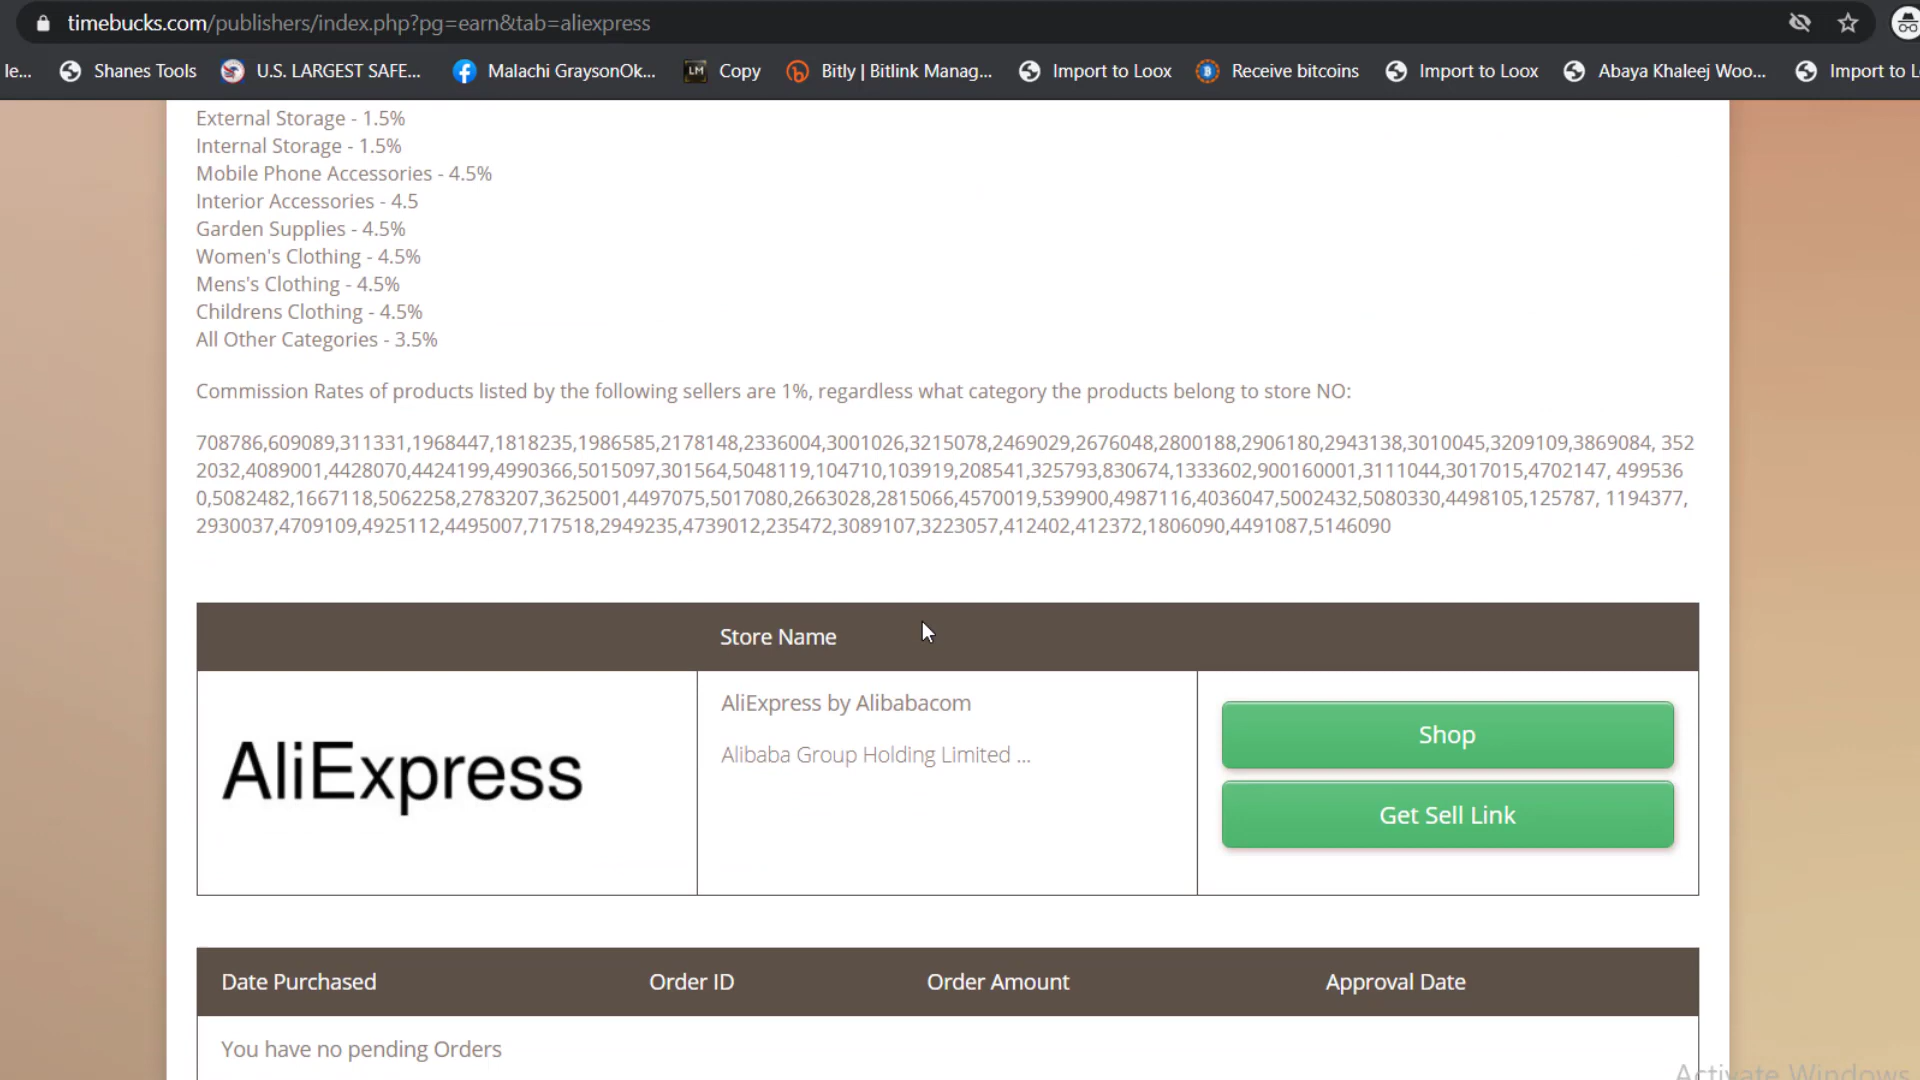 timebucks.com/publishers/index.php?pg=earn&tab=aliexpress
le... Shanes Tools U.S. LARGEST SAFE... Malachi GraysonOk... LM Copy Bitly | Bitlink Manag... Import to Loox Receive bitcoins Import to Loox Abaya Khaleej Woo... Import to L
External Storage - 1.5%
Internal Storage - 1.5%
Mobile Phone Accessories - 4.5%
Interior Accessories - 4.5
Garden Supplies - 4.5%
Women's Clothing - 4.5%
Mens's Clothing - 4.5%
Childrens Clothing - 4.5%
All Other Categories - 3.5%
Commission Rates of products listed by the following sellers are 1%, regardless what category the products belong to store NO:
708786,609089,311331,1968447,1818235,1986585,2178148,2336004,3001026,3215078,2469029,2676048,2800188,2906180,2943138,3010045,3209109,3869084, 352
2032,4089001,4428070,4424199,4990366,5015097,301564,5048119,104710,103919,208541,325793,830674,1333602,900160001,3111044,3017015,4702147, 499536
0,5082482,1667118,5062258,2783207,3625001,4497075,5017080,2663028,2815066,4570019,539900,4987116,4036047,5002432,5080330,4498105,125787, 1194377,
2930037,4709109,4925112,4495007,717518,2949235,4739012,235472,3089107,3223057,412402,412372,1806090,4491087,5146090
Store Name
AliExpress
AliExpress by Alibabacom
Alibaba Group Holding Limited ...
Shop
Get Sell Link
Date Purchased Order ID Order Amount Approval Date
You have no pending Orders
Activate Windows